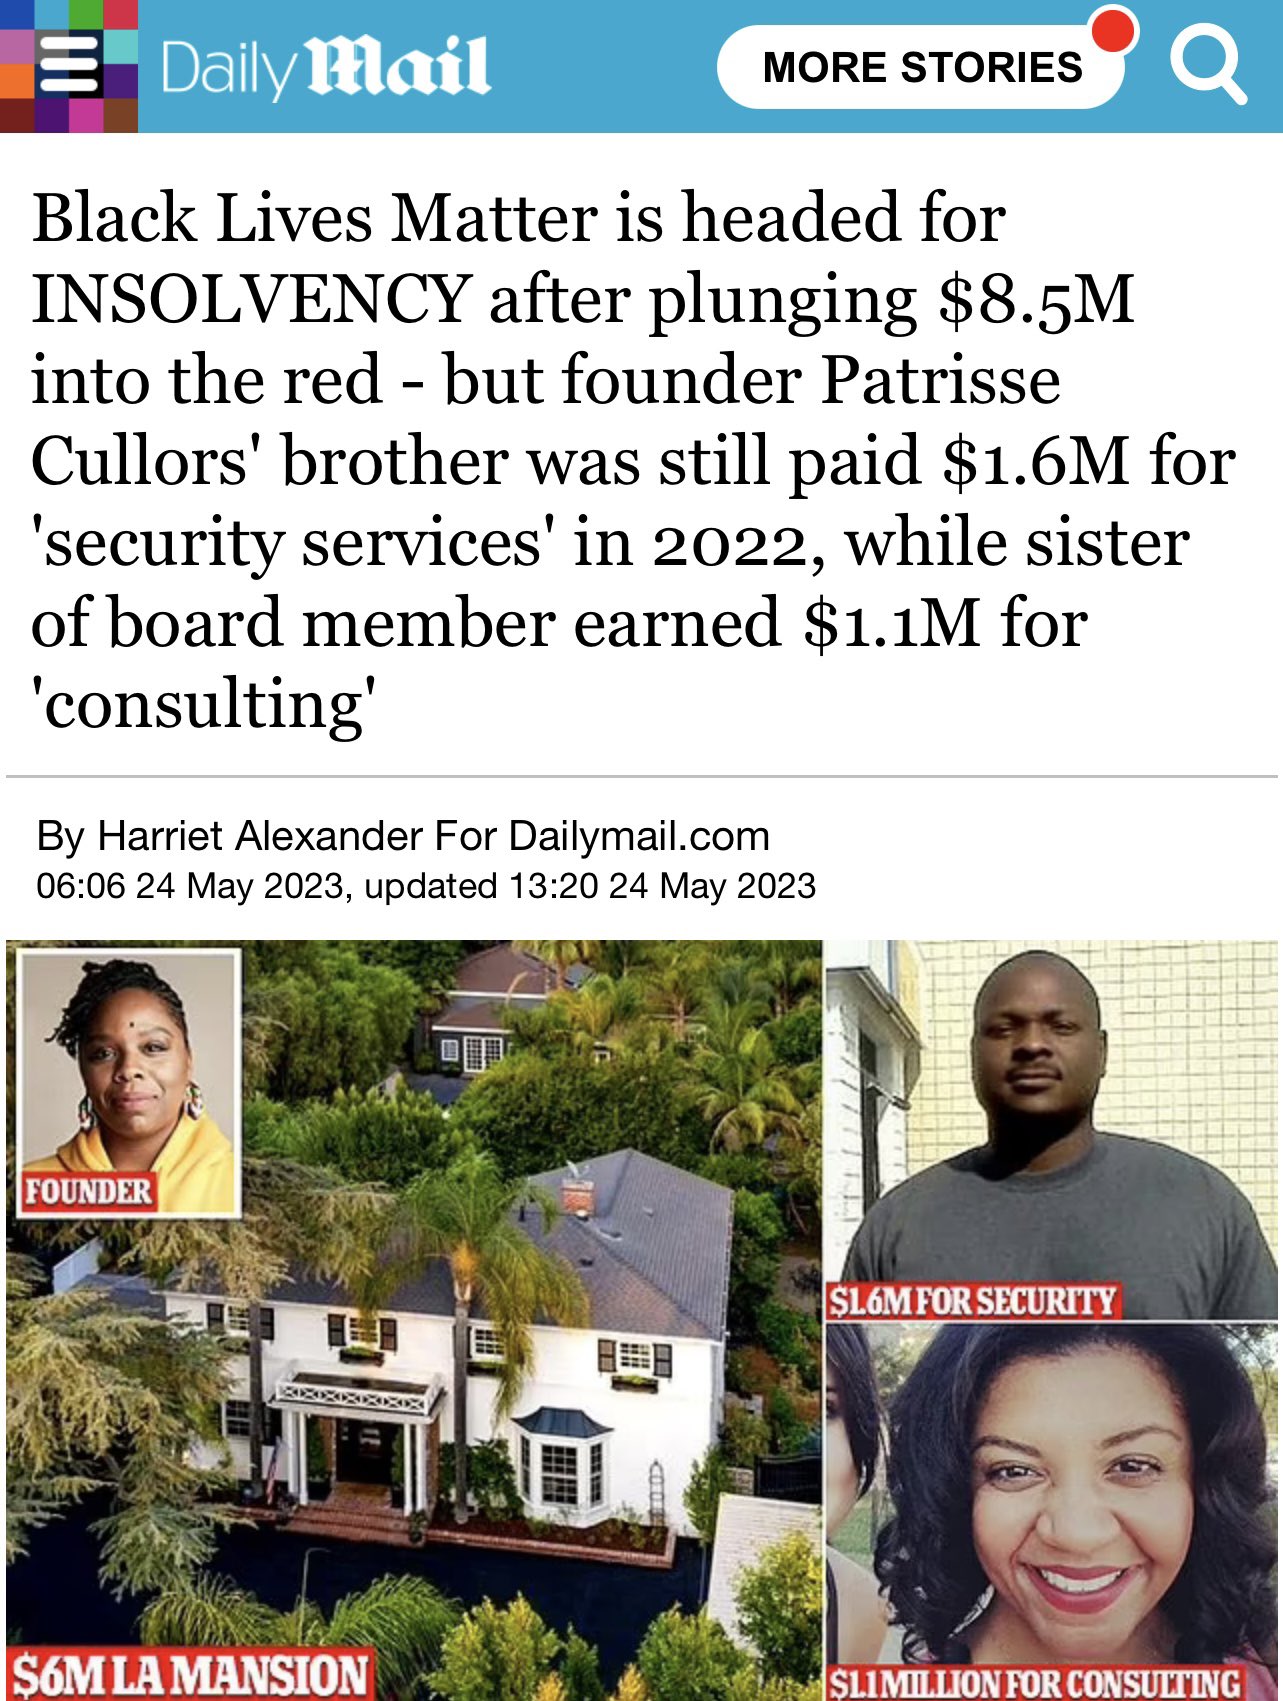 Daily Mail
MORE STORIES
Black Lives Matter is headed for
INSOLVENCY after plunging $8.5M
into the red - but founder Patrisse
Cullors' brother was still paid $1.6M for
'security services' in 2022, while sister
of board member earned $1.1M for
'consulting'
By Harriet Alexander For Dailymail.com
06:06 24 May 2023, updated 13:20 24 May 2023
FOUNDER
$1.6M FOR SECURITY
$6M LA MANSION
$1.1 MILLION FOR CONSULTING